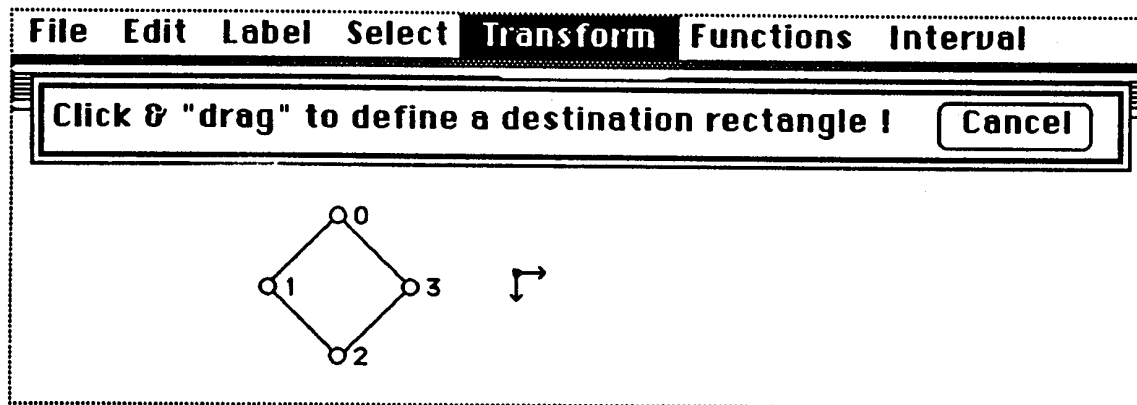 File Edit Label Select Transform Functions Interval
Click & "drag" to define a destination rectangle !
Cancel
0
1
3
2